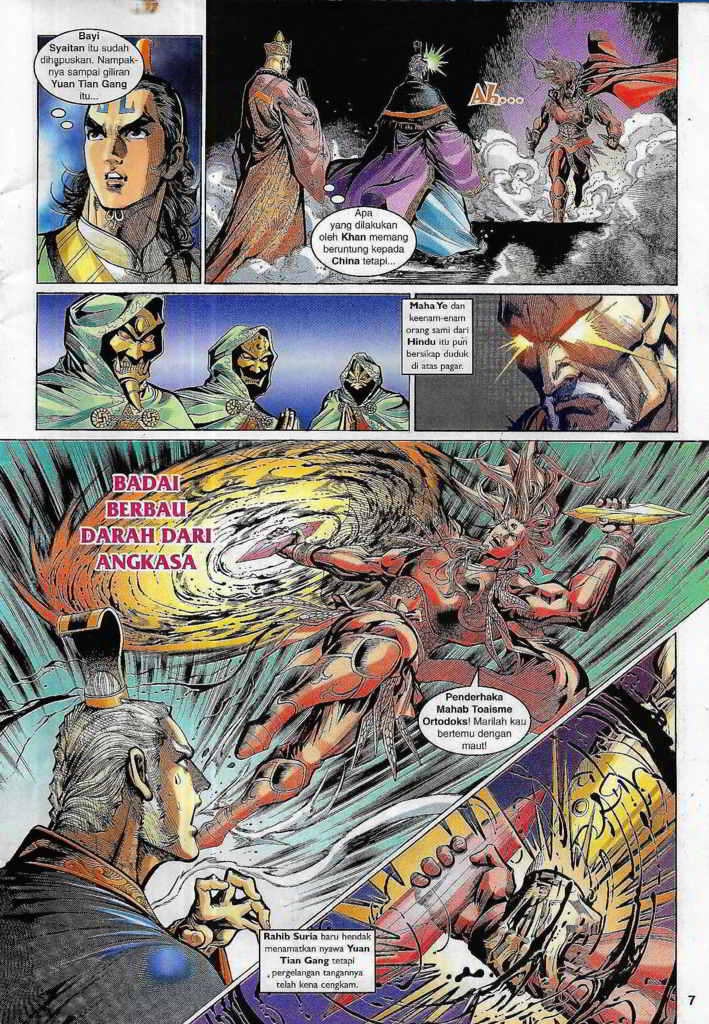 Bayi
Syaitan itu sudah
dihapuskan. Nampak-
nya sampai giliran
Yuan Tian Gang
itu...
Ah...
Apa
yang dilakukan
oleh Khan memang
beruntung kepada
China tetapi...
Maha Ye dan
keenam-enam
orang sami dari
Hindu itu pun
bersikap duduk
di atas pagar.
BADAI
BERBAU
DARAH DARI
ANGKASA
Penderhaka
Mahab Toaisme
Ortodoks! Marilah kau
bertemu dengan
maut!
Rahib Suria baru hendak
menamatkan nyawa Yuan
Tian Gang tetapi
pergelangan tangannya
telah kena cengkam.
7